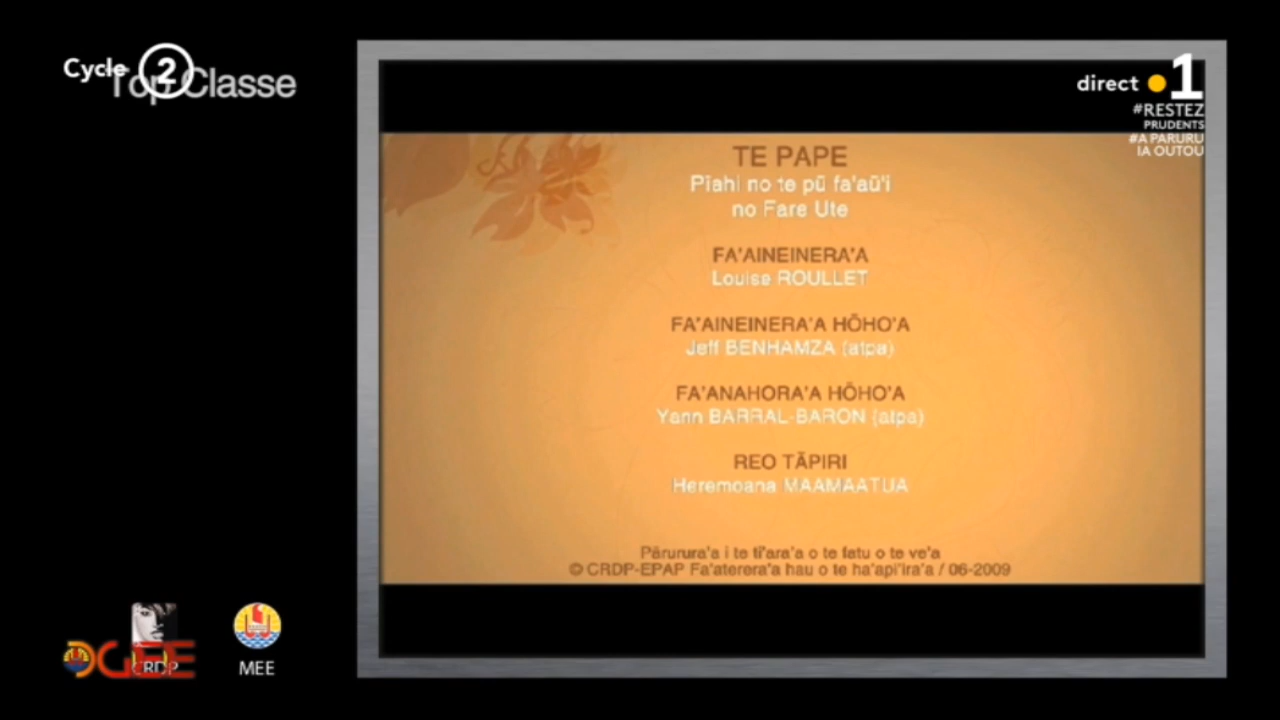 Cycle 2
Top Classe
direct 1
#RESTEZ
PRUDENTS
#A PARURU
IA OUTOU
TE PAPE
Pīahi no te pū fa'aū'i
no Fare Ute
FA'AINEINERA'A
Louise ROULLET
FA'AINEINERA'A HŌHO'A
Jeff BENHAMZA (atpa)
FA'ANAHORA'A HŌHO'A
Yann BARRAL-BARON (atpa)
REO TĀPIRI
Heremoana MAAMAATUA
Pārurura'a i te ti'ara'a o te fatu o te ve'a
© CRDP-EPAP Fa'aterera'a hau o te ha'api'ira'a / 06-2009
DGEE
CRDP
MEE